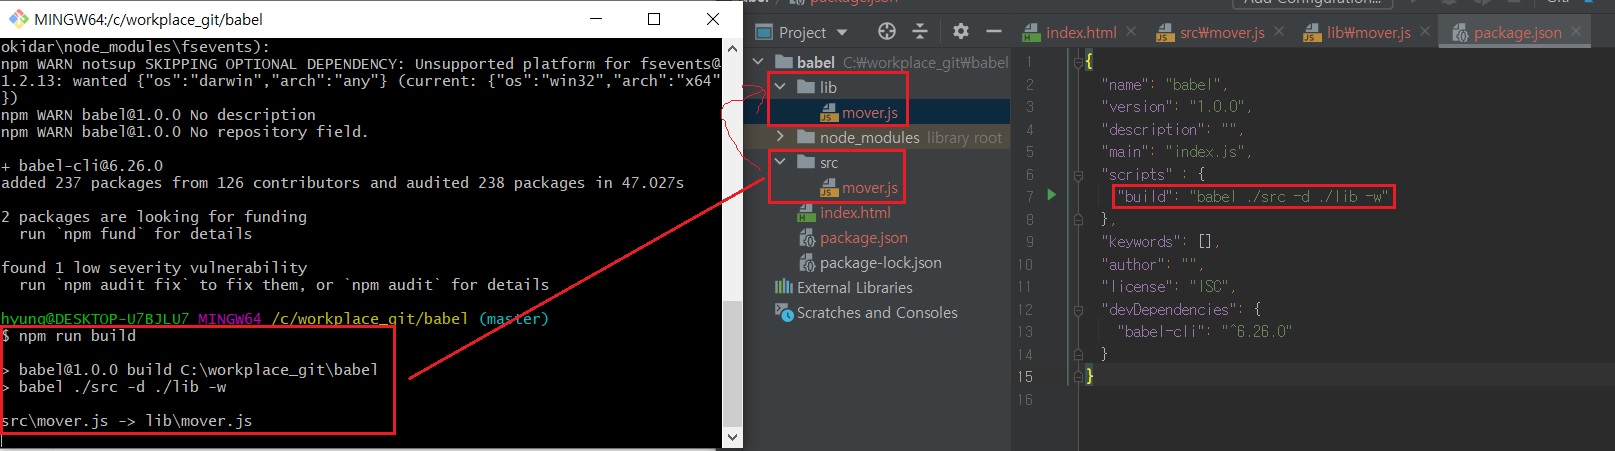 MINGW64:/c/workplace_git/babel
okidar\node_modules\fsevents):
npm WARN notsup SKIPPING OPTIONAL DEPENDENCY: Unsupported platform for fsevents@
1.2.13: wanted {"os":"darwin","arch":"any"} (current: {"os":"win32","arch":"x64"
})
npm WARN babel@1.0.0 No description
npm WARN babel@1.0.0 No repository field.
+ babel-cli@6.26.0
added 237 packages from 126 contributors and audited 238 packages in 47.027s
2 packages are looking for funding
run `npm fund` for details
found 1 low severity vulnerability
run `npm audit fix` to fix them, or `npm audit` for details
hyung@DESKTOP-U7BJLU7 MINGW64 /c/workplace_git/babel (master)
$ npm run build
> babel@1.0.0 build C:\workplace_git\babel
> babel ./src -d ./lib -w
src\mover.js -> lib\mover.js
package.json
Add Configuration...
Project
babel C:₩workplace_git₩babel
lib
mover.js
node_modules library root
src
mover.js
index.html
package.json
package-lock.json
External Libraries
Scratches and Consoles
index.html
src₩mover.js
lib₩mover.js
package.json
1 {
2 "name": "babel",
3 "version": "1.0.0",
4 "description": "",
5 "main": "index.js",
6 "scripts" : {
7 "build": "babel ./src -d ./lib -w"
8 },
9 "keywords": [],
10 "author": "",
11 "license": "ISC",
12 "devDependencies": {
13 "babel-cli": "^6.26.0"
14 }
15 }
16